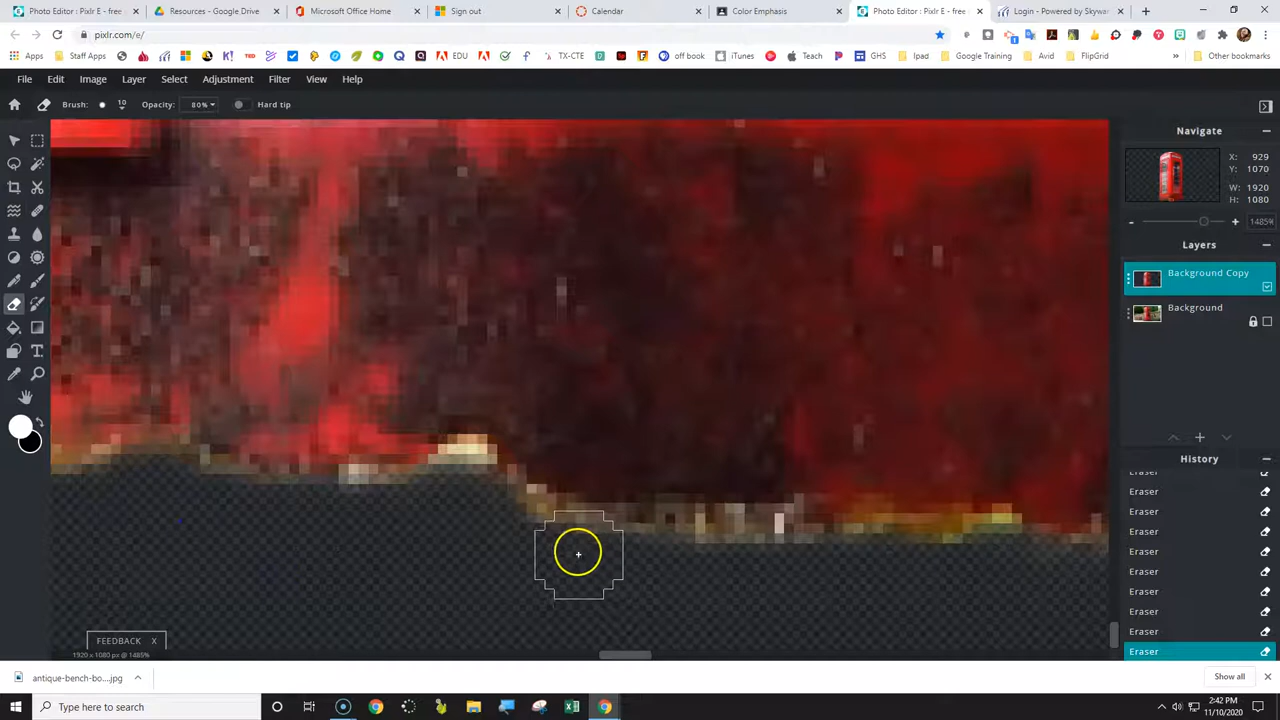 Photo Editor : Pixlr E - free
Resources - Google Drive
Microsoft Office Home
Sign out
Calendar
Color Emphasis
Photo Editor : Pixlr E - free
Login - Powered by Skywar
pixlr.com/e/
Apps
Staff Apps
EDU
TX-CTE
off book
iTunes
Teach
GHS
Ipad
Google Training
Avid
FlipGrid
Other bookmarks
File
Edit
Image
Layer
Select
Adjustment
Filter
View
Help
Brush:
10
Opacity:
80%
Hard tip
Navigate
X: 929
Y: 1070
W: 1920
H: 1080
1485%
Layers
Background Copy
Background
History
Eraser
Eraser
Eraser
Eraser
Eraser
Eraser
Eraser
Eraser
Eraser
Eraser
FEEDBACK X
1920 x 1080 px @ 1485%
antique-bench-bo....jpg
Show all
Type here to search
2:42 PM
11/10/2020